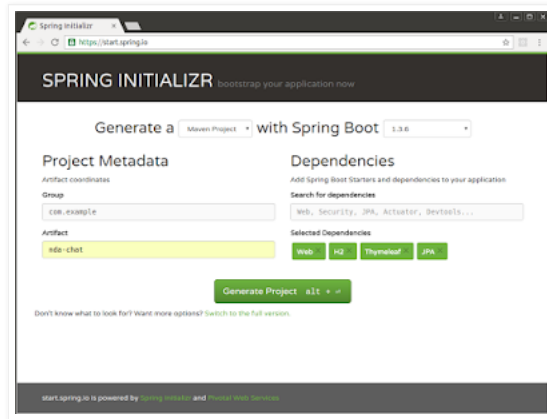 Spring Initializr
https://start.spring.io
SPRING INITIALIZR bootstrap your application now
Generate a Maven Project with Spring Boot 1.3.6
Project Metadata
Artifact coordinates
Group
com.example
Artifact
nda-chat
Dependencies
Add Spring Boot Starters and dependencies to your application
Search for dependencies
Web, Security, JPA, Actuator, Devtools...
Selected Dependencies
Web × H2 × Thymeleaf × JPA ×
Generate Project alt + ⏎
Don't know what to look for? Want more options? Switch to the full version.
start.spring.io is powered by Spring Initializr and Pivotal Web Services